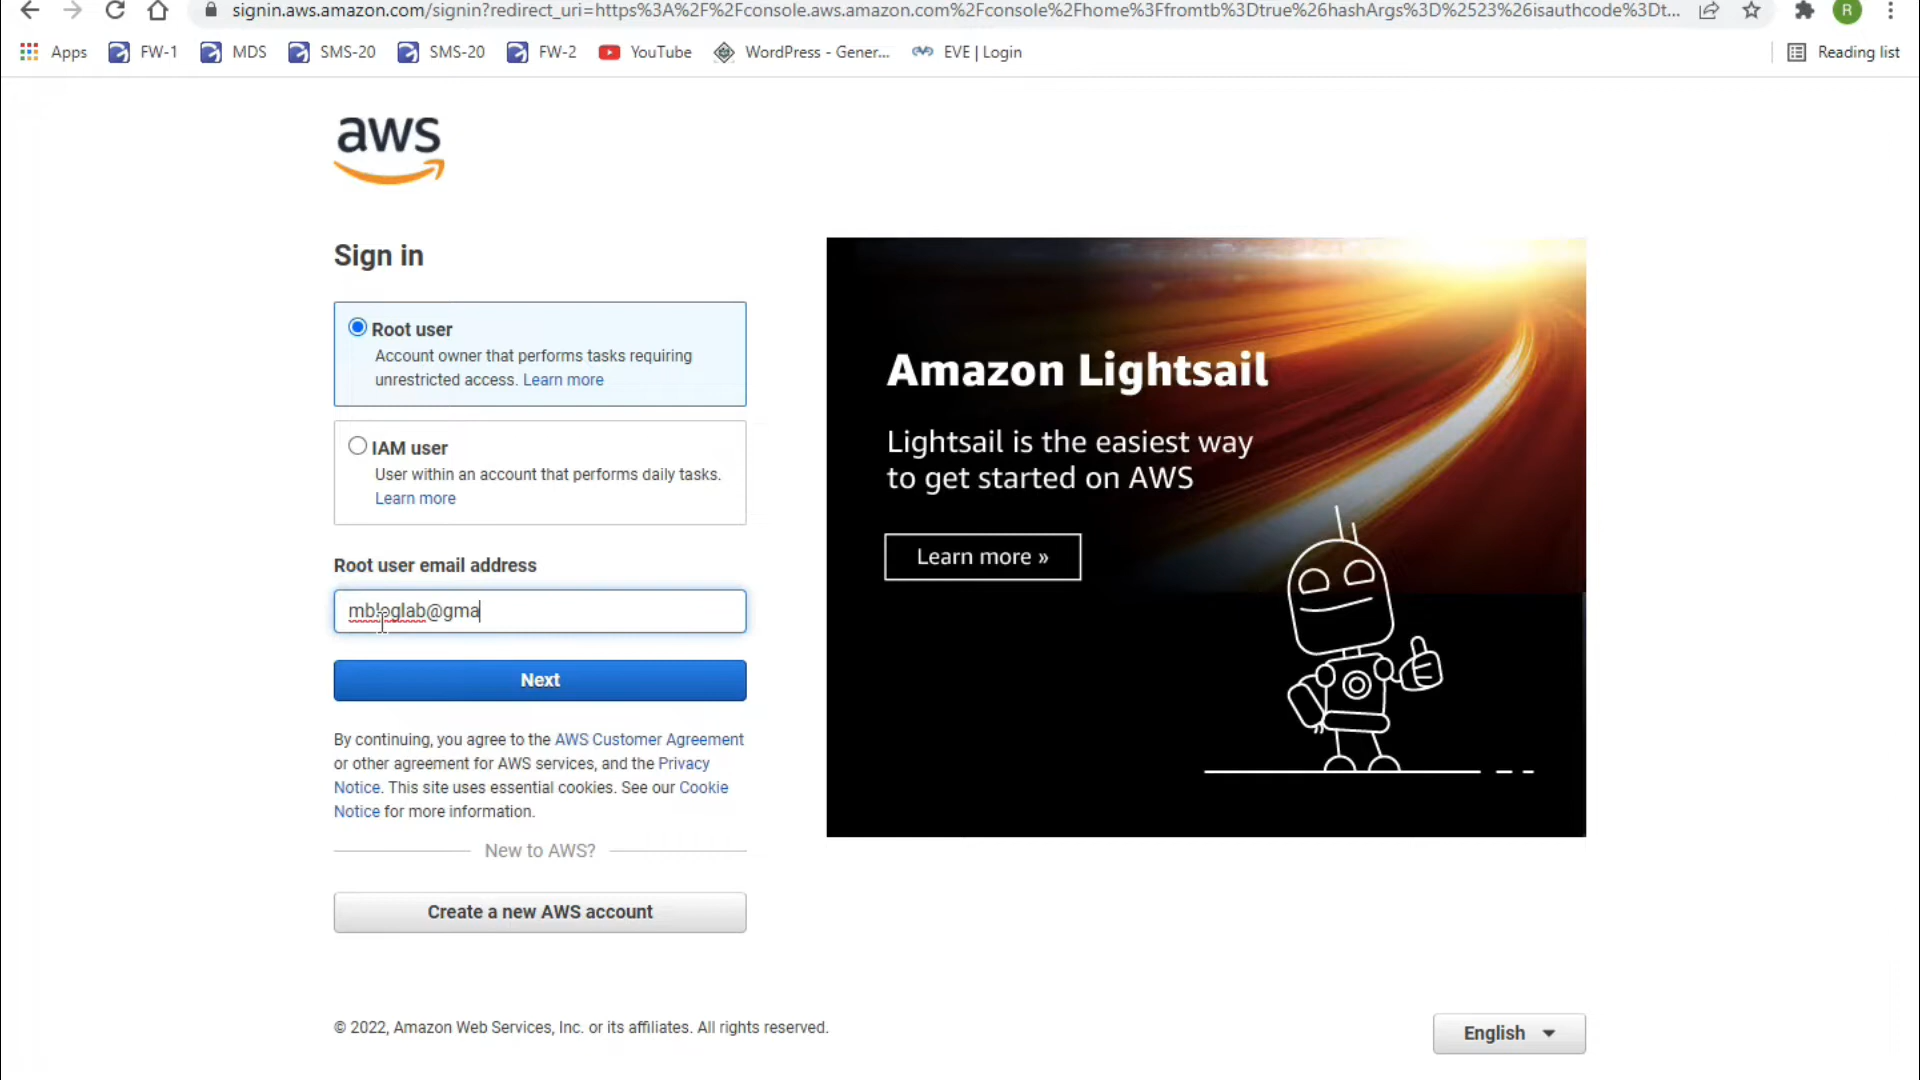 signin.aws.amazon.com/signin?redirect_uri=https%3A%2F%2Fconsole.aws.amazon.com%2Fconsole%2Fhome%3Ffromtb%3Dtrue%26hashArgs%3D%2523%26isauthcode%3Dt...
R
Apps FW-1 MDS SMS-20 SMS-20 FW-2 YouTube WordPress - Gener... EVE | Login Reading list
aws
Sign in
Root user
Account owner that performs tasks requiring
unrestricted access. Learn more
IAM user
User within an account that performs daily tasks.
Learn more
Root user email address
mbloglab@gma
Next
By continuing, you agree to the AWS Customer Agreement
or other agreement for AWS services, and the Privacy
Notice. This site uses essential cookies. See our Cookie
Notice for more information.
New to AWS?
Create a new AWS account
Amazon Lightsail
Lightsail is the easiest way
to get started on AWS
Learn more »
© 2022, Amazon Web Services, Inc. or its affiliates. All rights reserved.
English